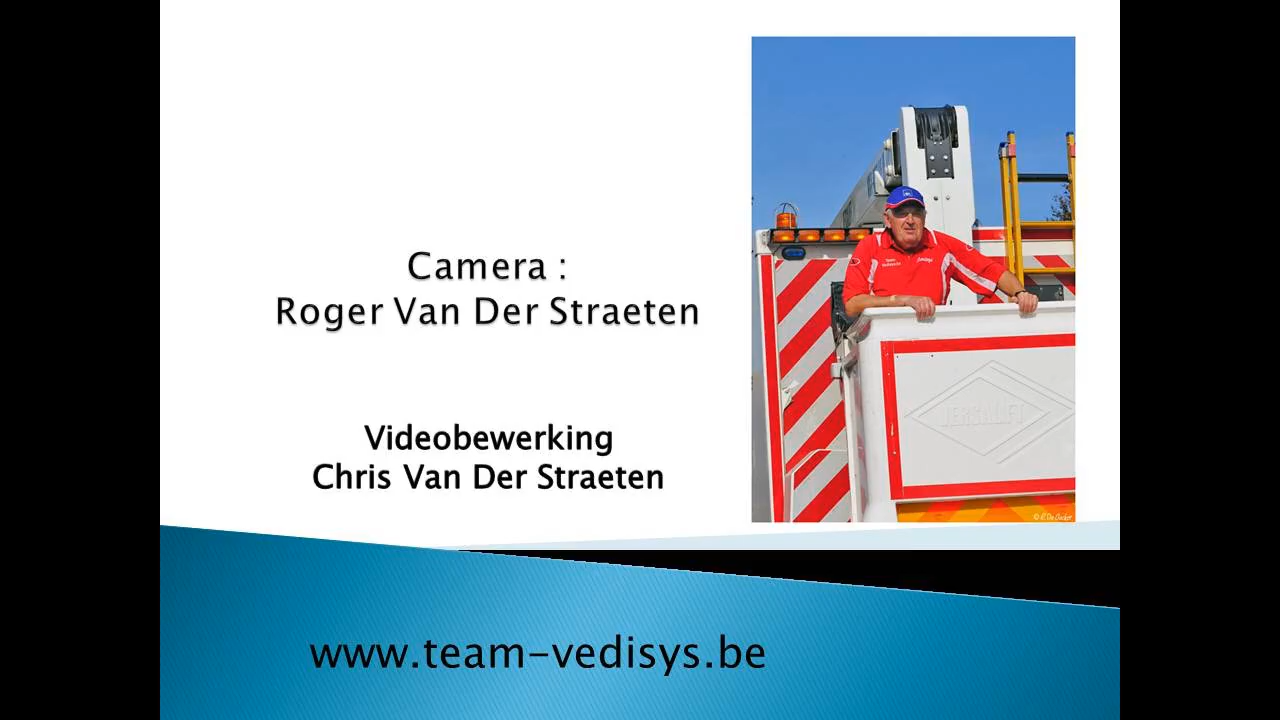 Camera :
Roger Van Der Straeten
Videobewerking
Chris Van Der Straeten
www.team-vedisys.be